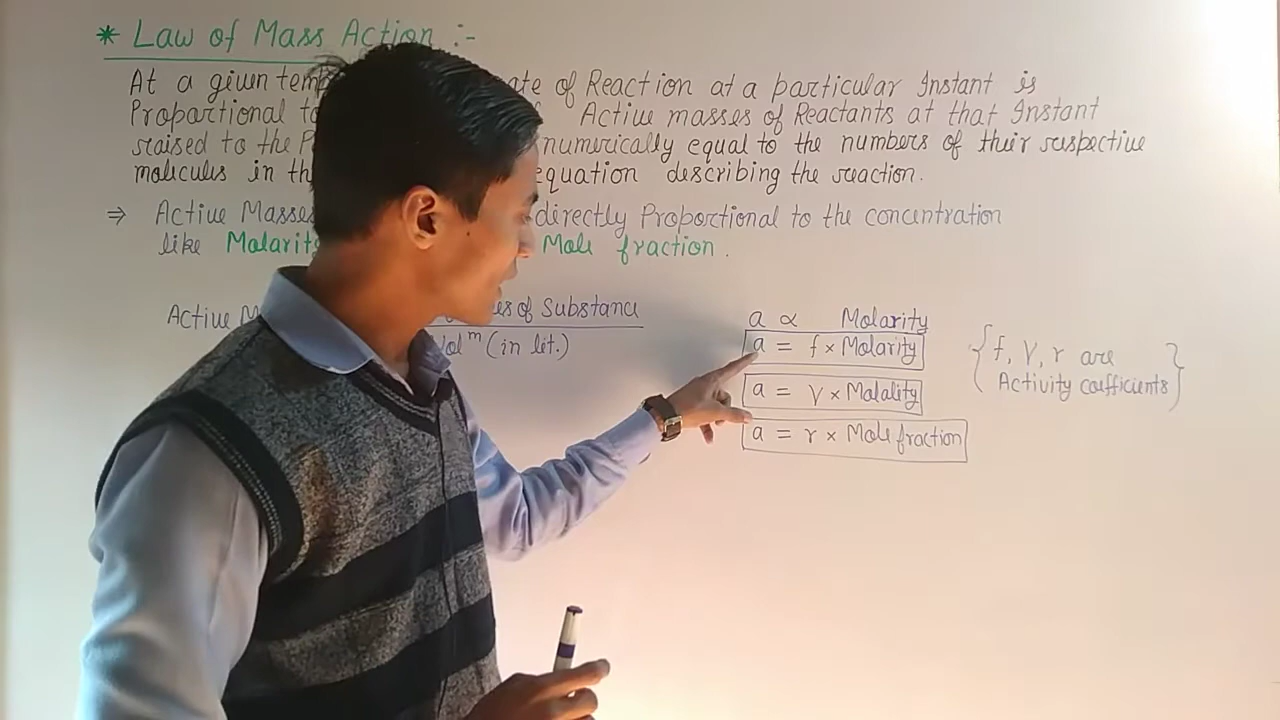 * Law of Mass Action :-
At a given temp ate of Reaction at a particular Instant is
Proportional to Active masses of Reactants at that Instant
raised to the P numerically equal to the numbers of their respective
molecules in th equation describing the reaction.
⇒ Active Masses directly Proportional to the concentration
like Molarit Mole fraction.
Active M es of Substance
Vol^m (in lit.)
a ∝ Molarity
a = f × Molarity
a = γ × Molality
a = r × Mole fraction
{f, γ, r are
Activity coefficients}